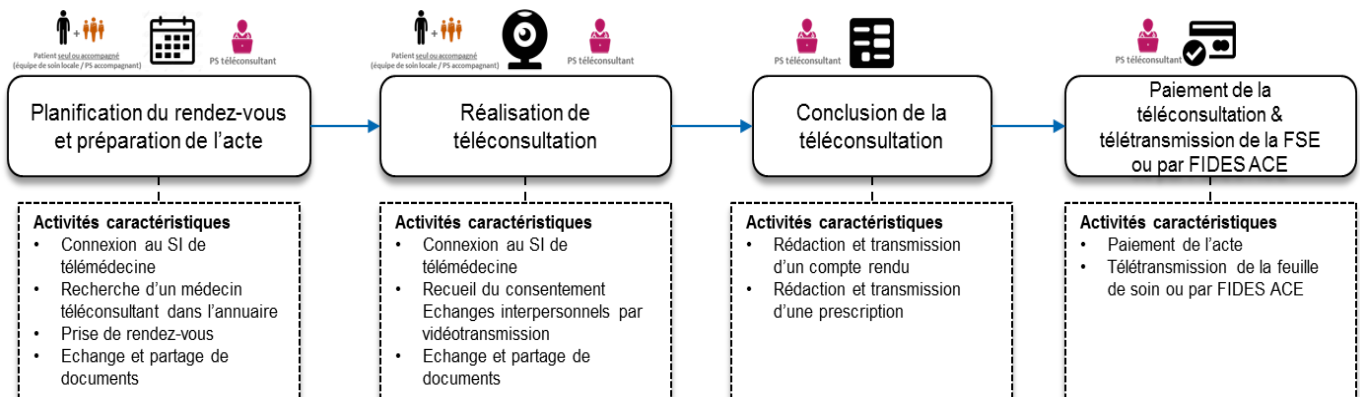 Patient seul ou accompagné
(équipe de soin locale / PS accompagnant)
PS téléconsultant
Planification du rendez-vous
et préparation de l'acte
Activités caractéristiques
• Connexion au SI de
télémédecine
• Recherche d'un médecin
téléconsultant dans l'annuaire
• Prise de rendez-vous
• Echange et partage de
documents
Patient seul ou accompagné
(équipe de soin locale / PS accompagnant)
PS téléconsultant
Réalisation de
téléconsultation
Activités caractéristiques
• Connexion au SI de
télémédecine
• Recueil du consentement
Echanges interpersonnels par
vidéotransmission
• Echange et partage de
documents
PS téléconsultant
Conclusion de la
téléconsultation
Activités caractéristiques
• Rédaction et transmission
d'un compte rendu
• Rédaction et transmission
d'une prescription
PS téléconsultant
Paiement de la
téléconsultation &
télétransmission de la FSE
ou par FIDES ACE
Activités caractéristiques
• Paiement de l'acte
• Télétransmission de la feuille
de soin ou par FIDES ACE